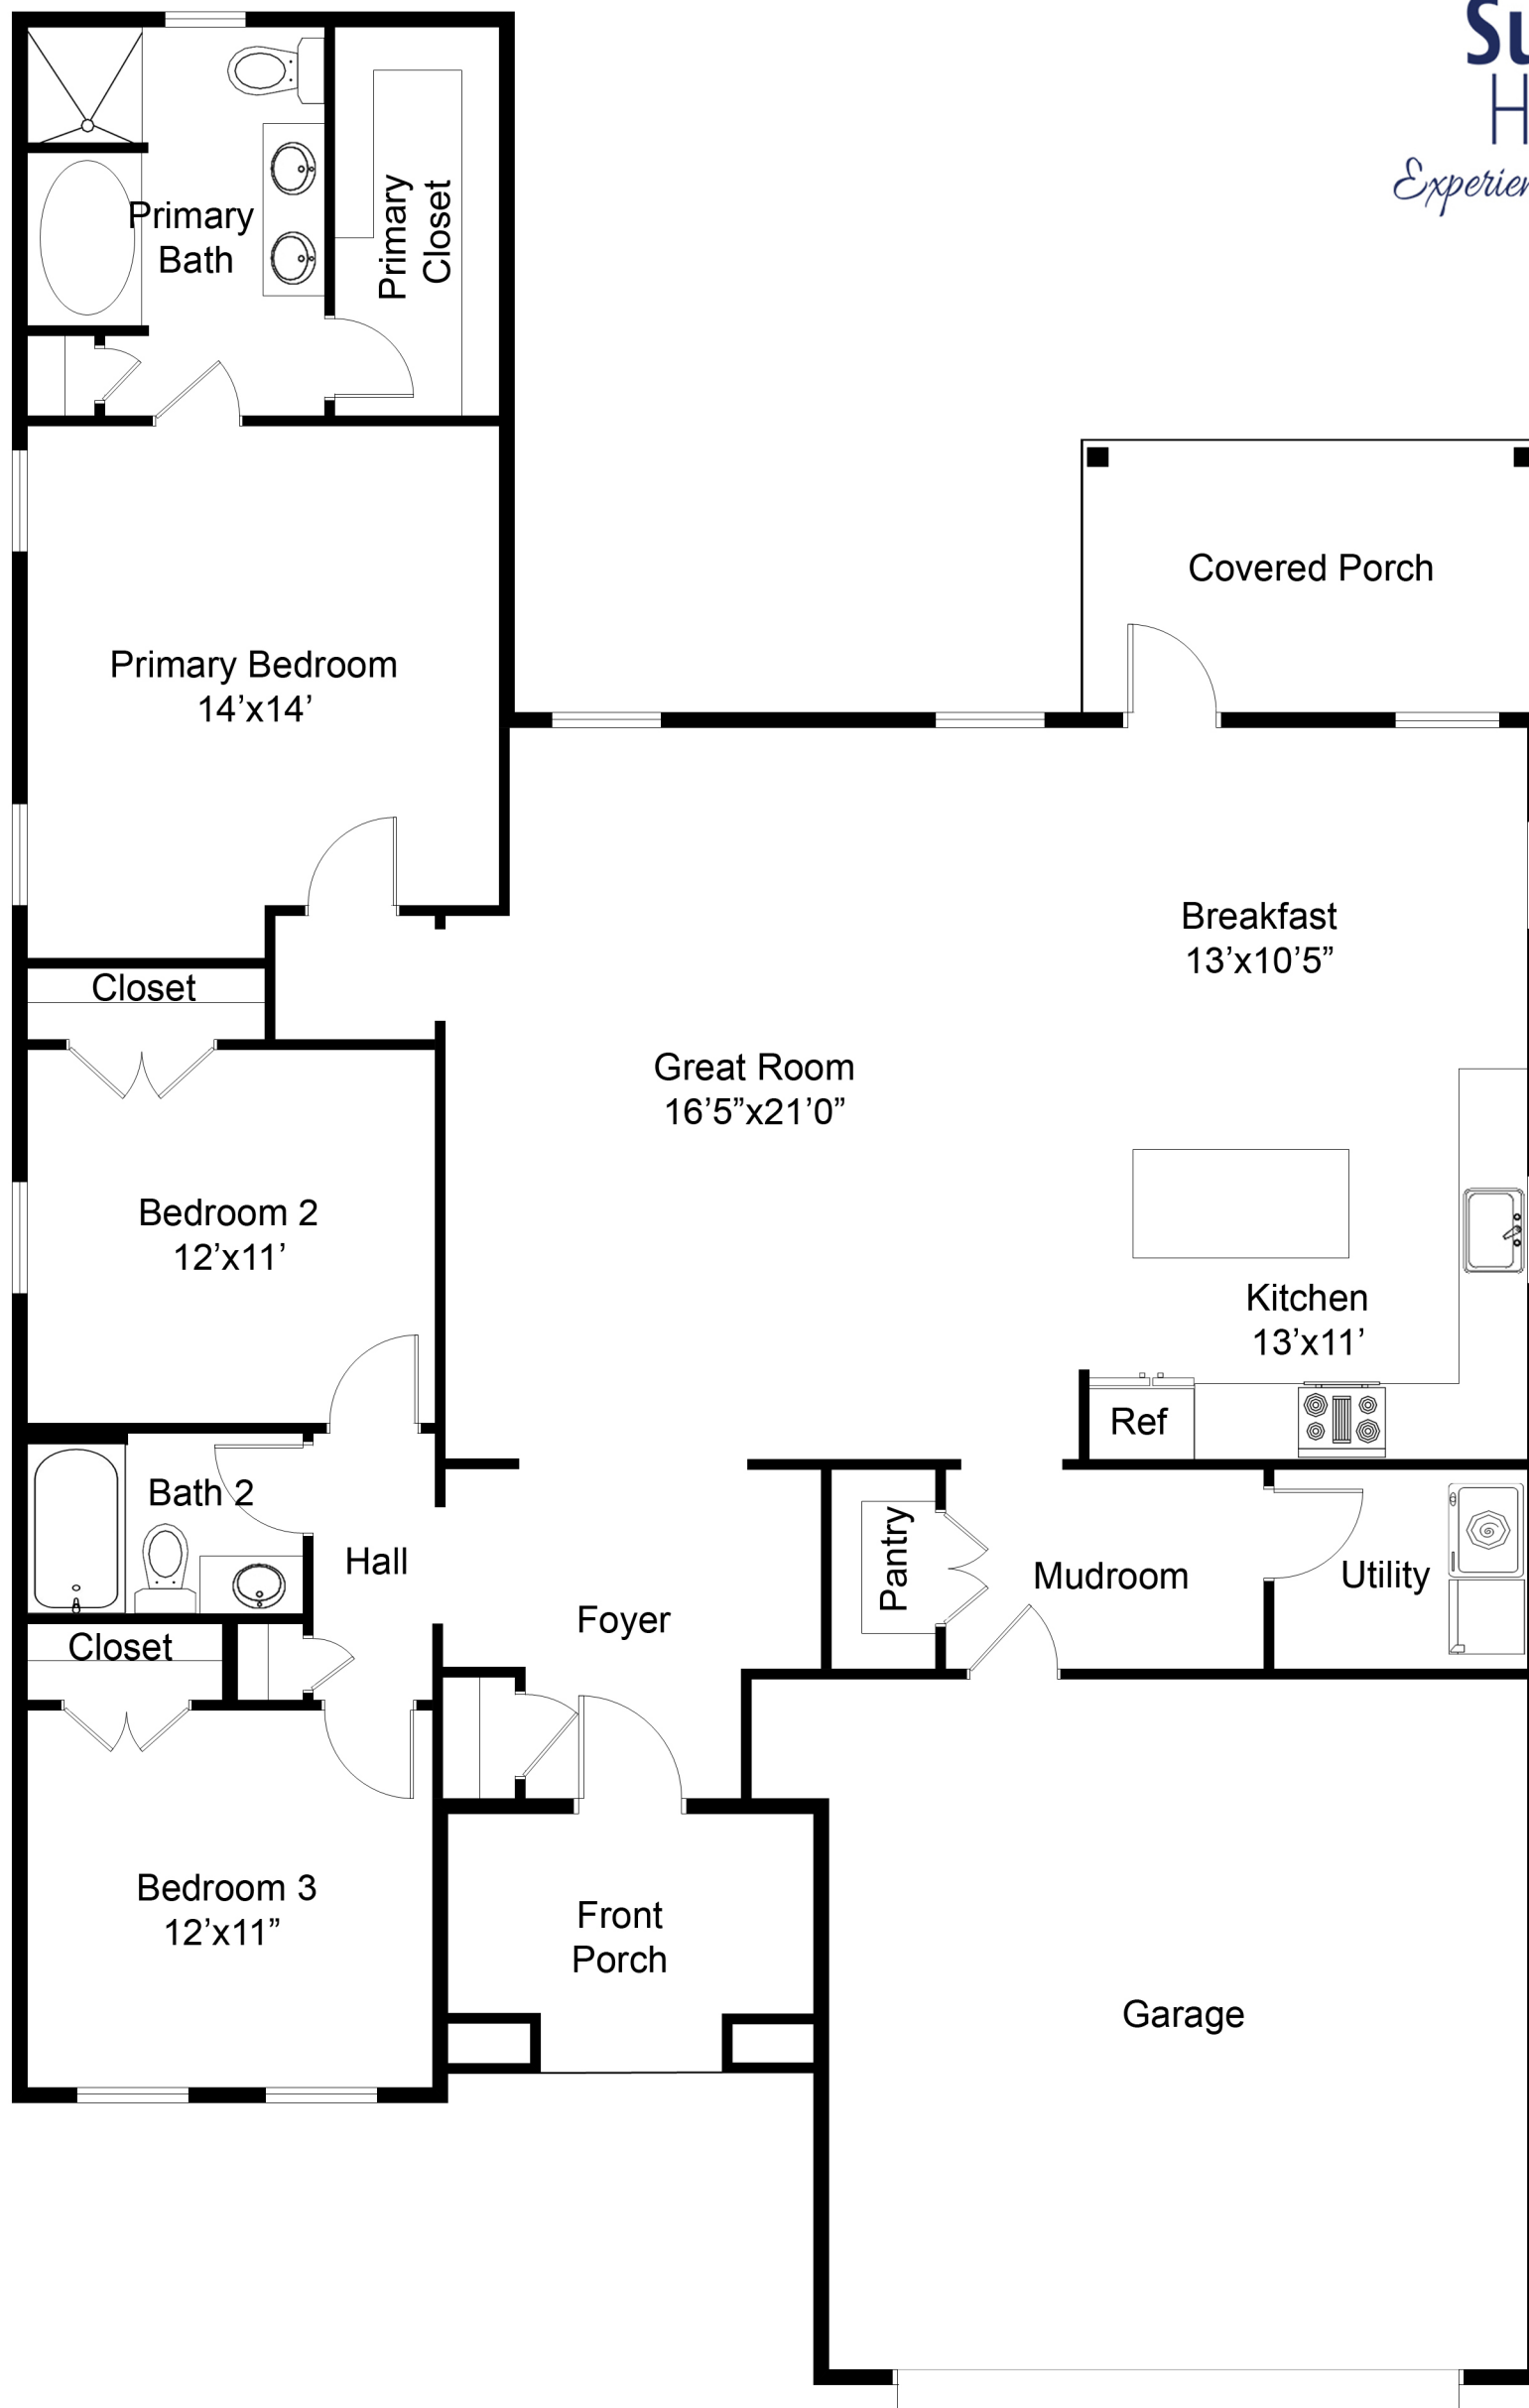 Su
H
Experien
Primary
Bath
Primary
Closet
Covered Porch
Primary Bedroom
14’x14’
Breakfast
13’x10’5”
Closet
Great Room
16’5”x21’0”
Bedroom 2
12’x11’
Kitchen
13’x11’
Ref
Bath 2
Hall
Pantry
Mudroom
Utility
Foyer
Closet
Bedroom 3
12’x11”
Front
Porch
Garage